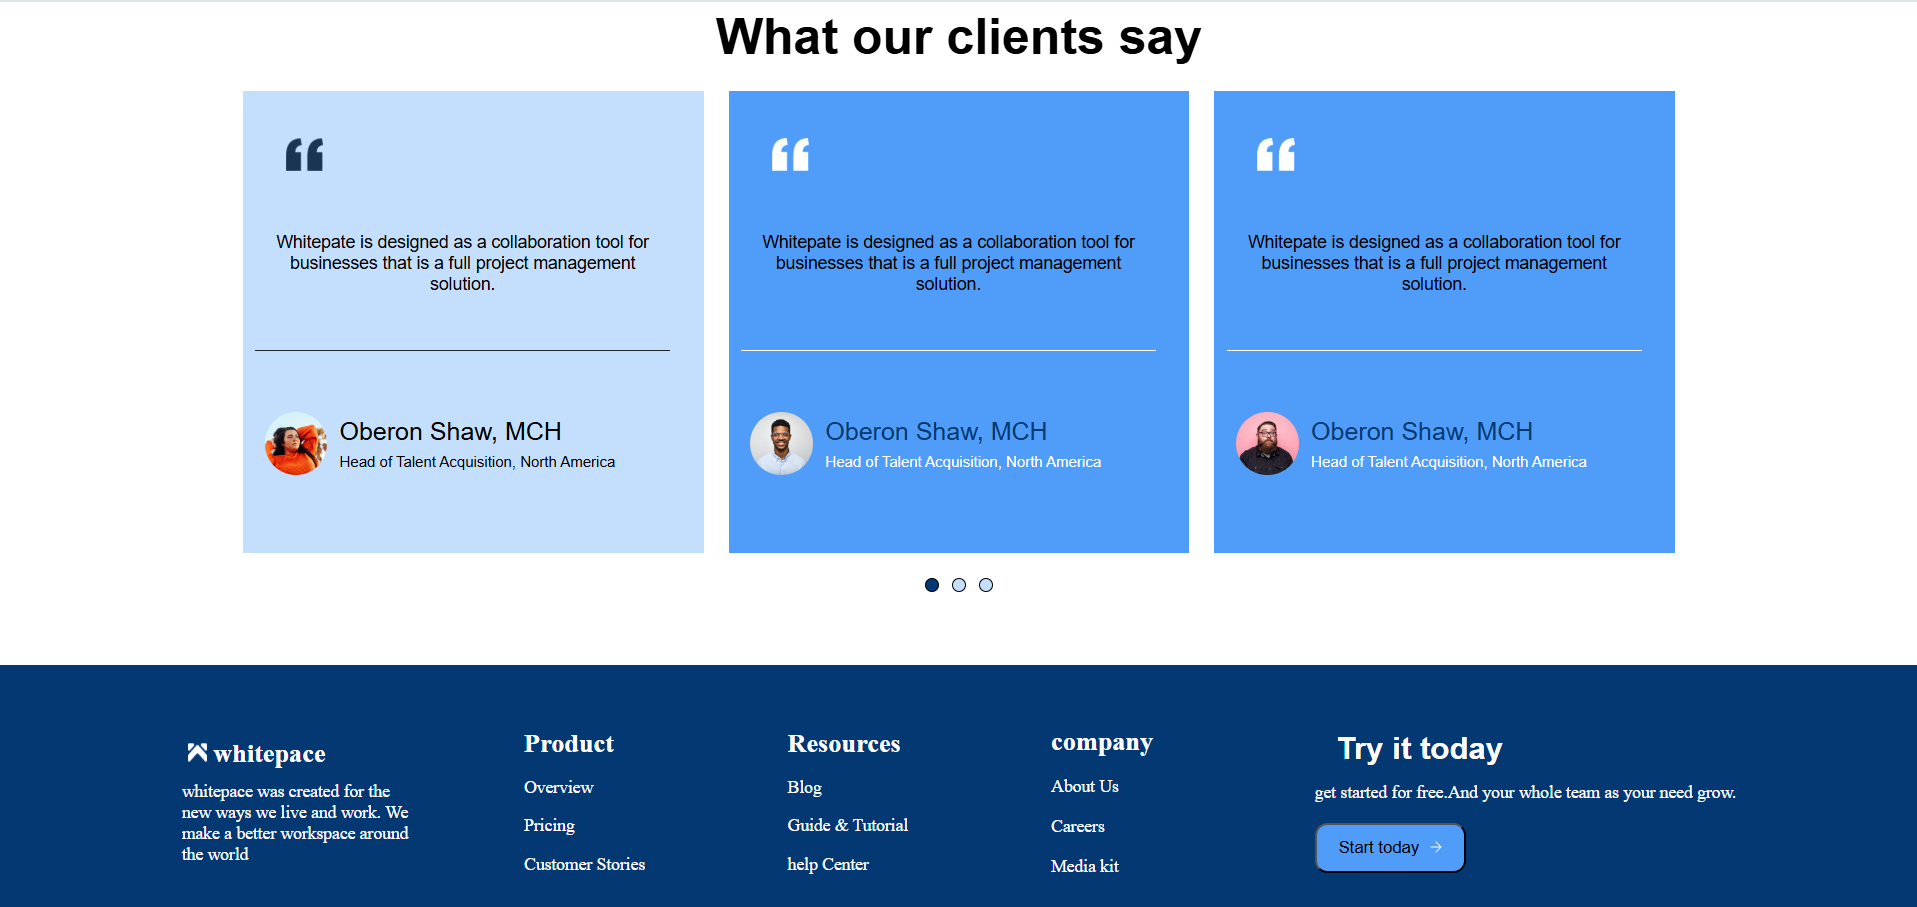 What our clients say
Whitepate is designed as a collaboration tool for
businesses that is a full project management
solution.
Oberon Shaw, MCH
Head of Talent Acquisition, North America
Whitepate is designed as a collaboration tool for
businesses that is a full project management
solution.
Oberon Shaw, MCH
Head of Talent Acquisition, North America
Whitepate is designed as a collaboration tool for
businesses that is a full project management
solution.
Oberon Shaw, MCH
Head of Talent Acquisition, North America
whitepace
whitepace was created for the
new ways we live and work. We
make a better workspace around
the world
Product
Overview
Pricing
Customer Stories
Resources
Blog
Guide & Tutorial
help Center
company
About Us
Careers
Media kit
Try it today
get started for free.And your whole team as your need grow.
Start today →